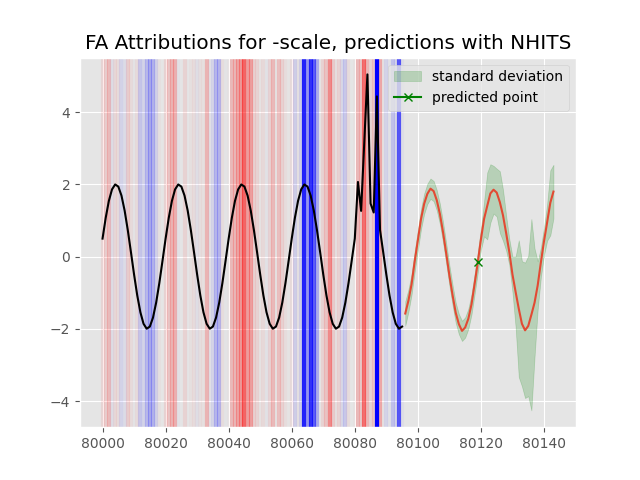 FA Attributions for -scale, predictions with NHITS
standard deviation
predicted point
4
2
0
−2
−4
80000 80020 80040 80060 80080 80100 80120 80140